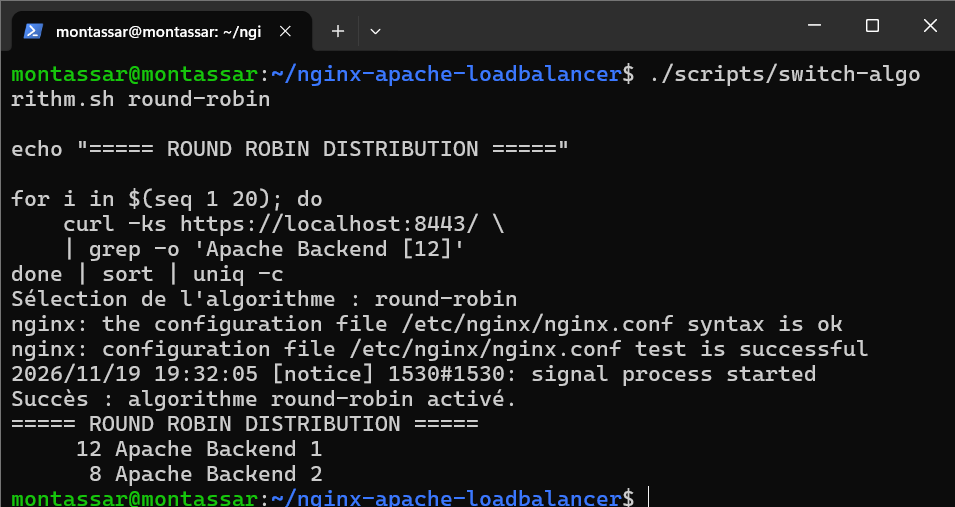 montassar@montassar: ~/ngi
montassar@montassar:~/nginx-apache-loadbalancer$ ./scripts/switch-algo
rithm.sh round-robin
echo "===== ROUND ROBIN DISTRIBUTION ====="
for i in $(seq 1 20); do
    curl -ks https://localhost:8443/ \
    | grep -o 'Apache Backend [12]'
done | sort | uniq -c
Sélection de l'algorithme : round-robin
nginx: the configuration file /etc/nginx/nginx.conf syntax is ok
nginx: configuration file /etc/nginx/nginx.conf test is successful
2026/11/19 19:32:05 [notice] 1530#1530: signal process started
Succès : algorithme round-robin activé.
===== ROUND ROBIN DISTRIBUTION =====
     12 Apache Backend 1
      8 Apache Backend 2
montassar@montassar:~/nginx-apache-loadbalancer$